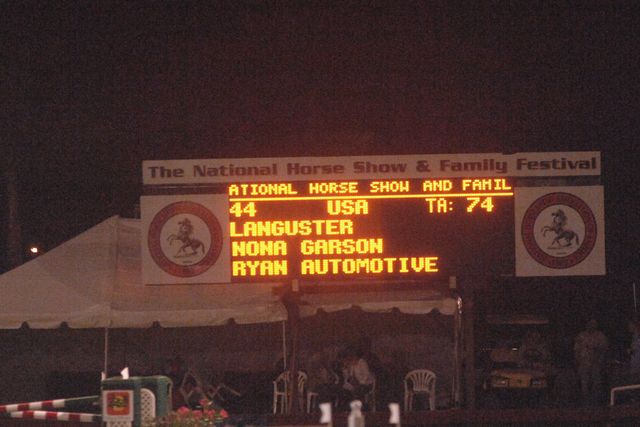 The National Horse Show & Family Festival
ATIONAL HORSE SHOW AND FAMIL
44 USA TA: 74
LANGUSTER
NONA GARSON
RYAN AUTOMOTIVE